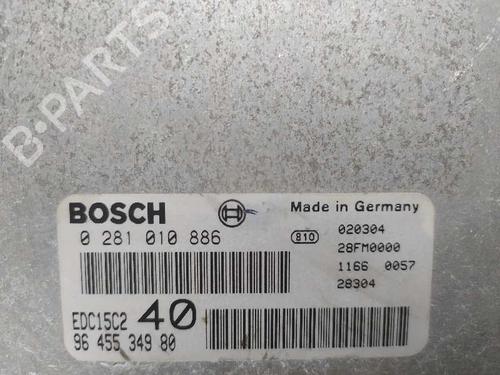 B-PARTS
BOSCH
Made in Germany
0 281 010 886
810
020304
28FM0000
1166 0057
28304
EDC15C2 40
96 455 349 80